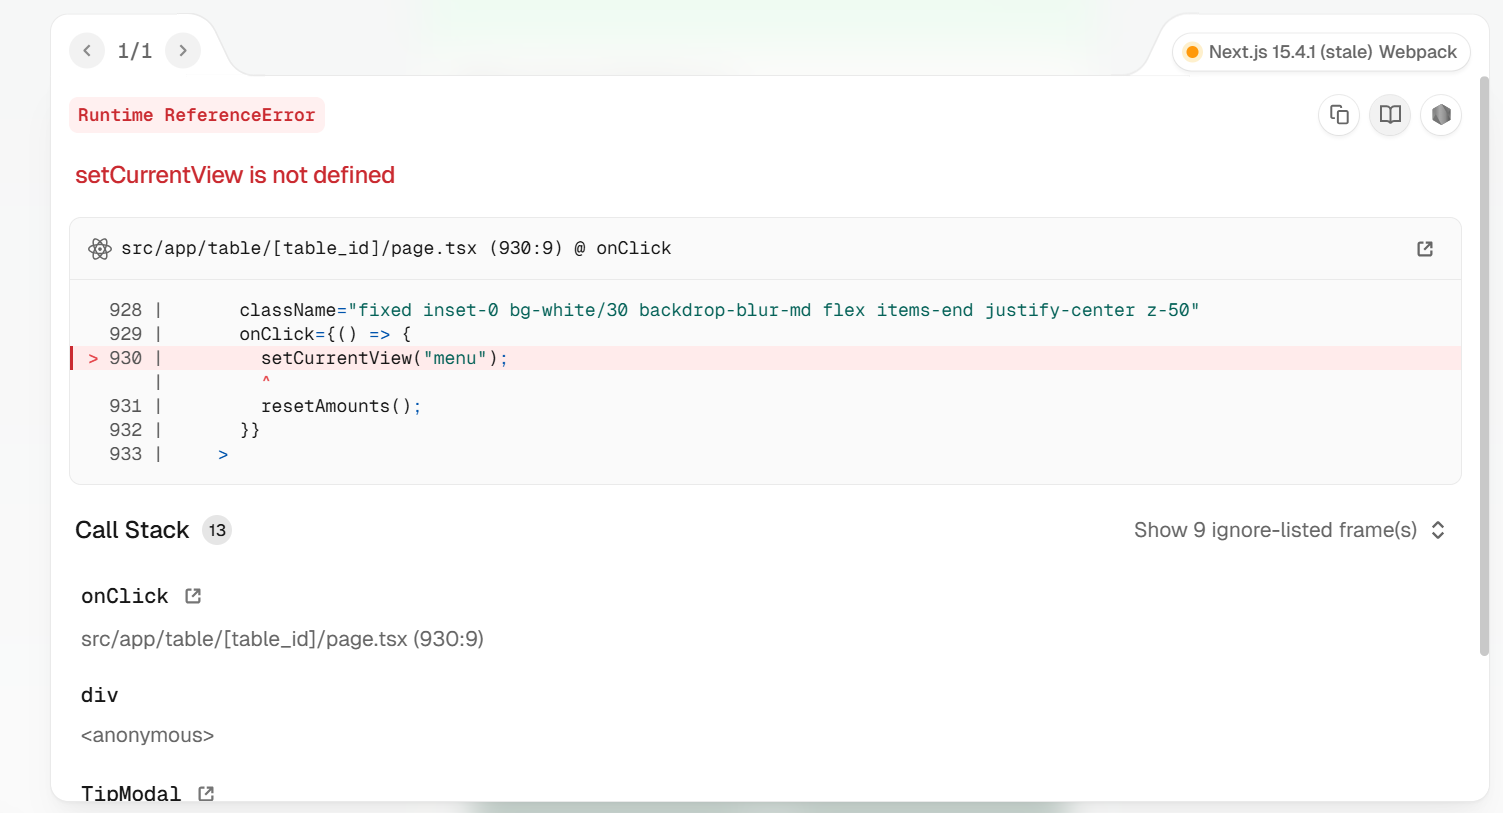 1/1
Next.js 15.4.1 (stale) Webpack
Runtime ReferenceError
setCurrentView is not defined
src/app/table/[table_id]/page.tsx (930:9) @ onClick
928 |       className="fixed inset-0 bg-white/30 backdrop-blur-md flex items-end justify-center z-50"
929 |       onClick={() => {
> 930 |         setCurrentView("menu");
|         ^
931 |         resetAmounts();
932 |       }}
933 |     >
Call Stack 13
Show 9 ignore-listed frame(s)
onClick
src/app/table/[table_id]/page.tsx (930:9)
div
<anonymous>
TipModal